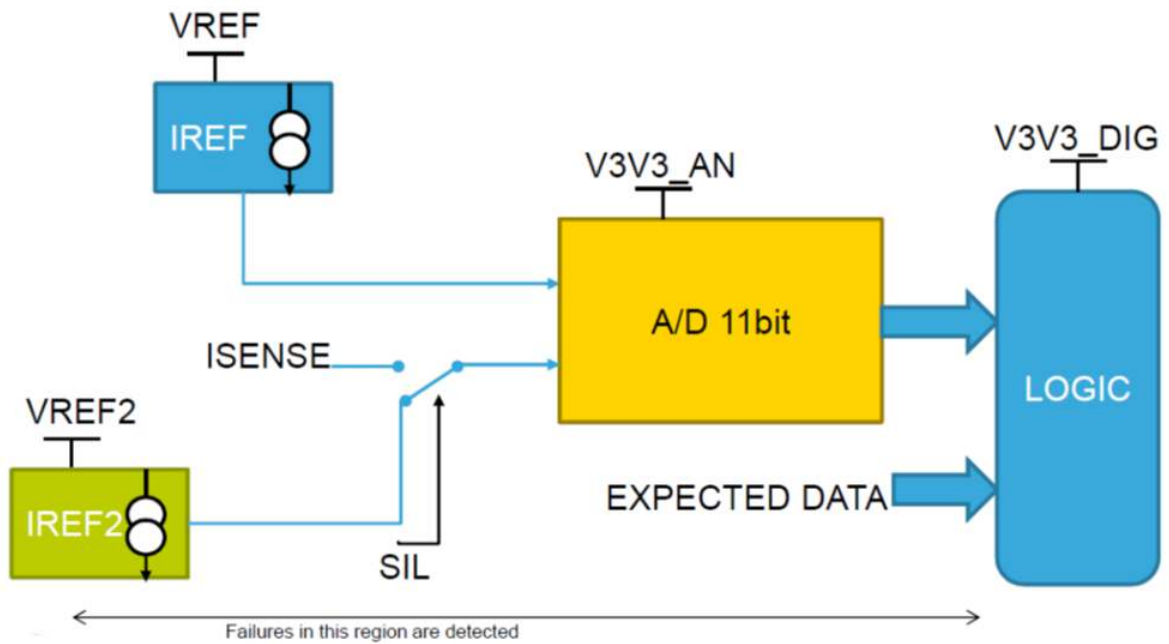 VREF
IREF
V3V3_AN
V3V3_DIG
A/D 11bit
ISENSE
LOGIC
VREF2
IREF2
EXPECTED DATA
SIL
Failures in this region are detected